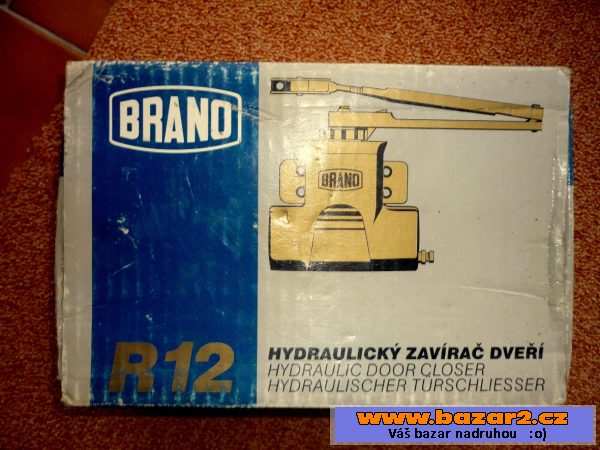 BRANO
BRANO
R12
HYDRAULICKÝ ZAVÍRAČ DVEŘÍ
HYDRAULIC DOOR CLOSER
HYDRAULISCHER TÜRSCHLIESSER
www.bazar2.cz
Váš bazar nadruhou :o)